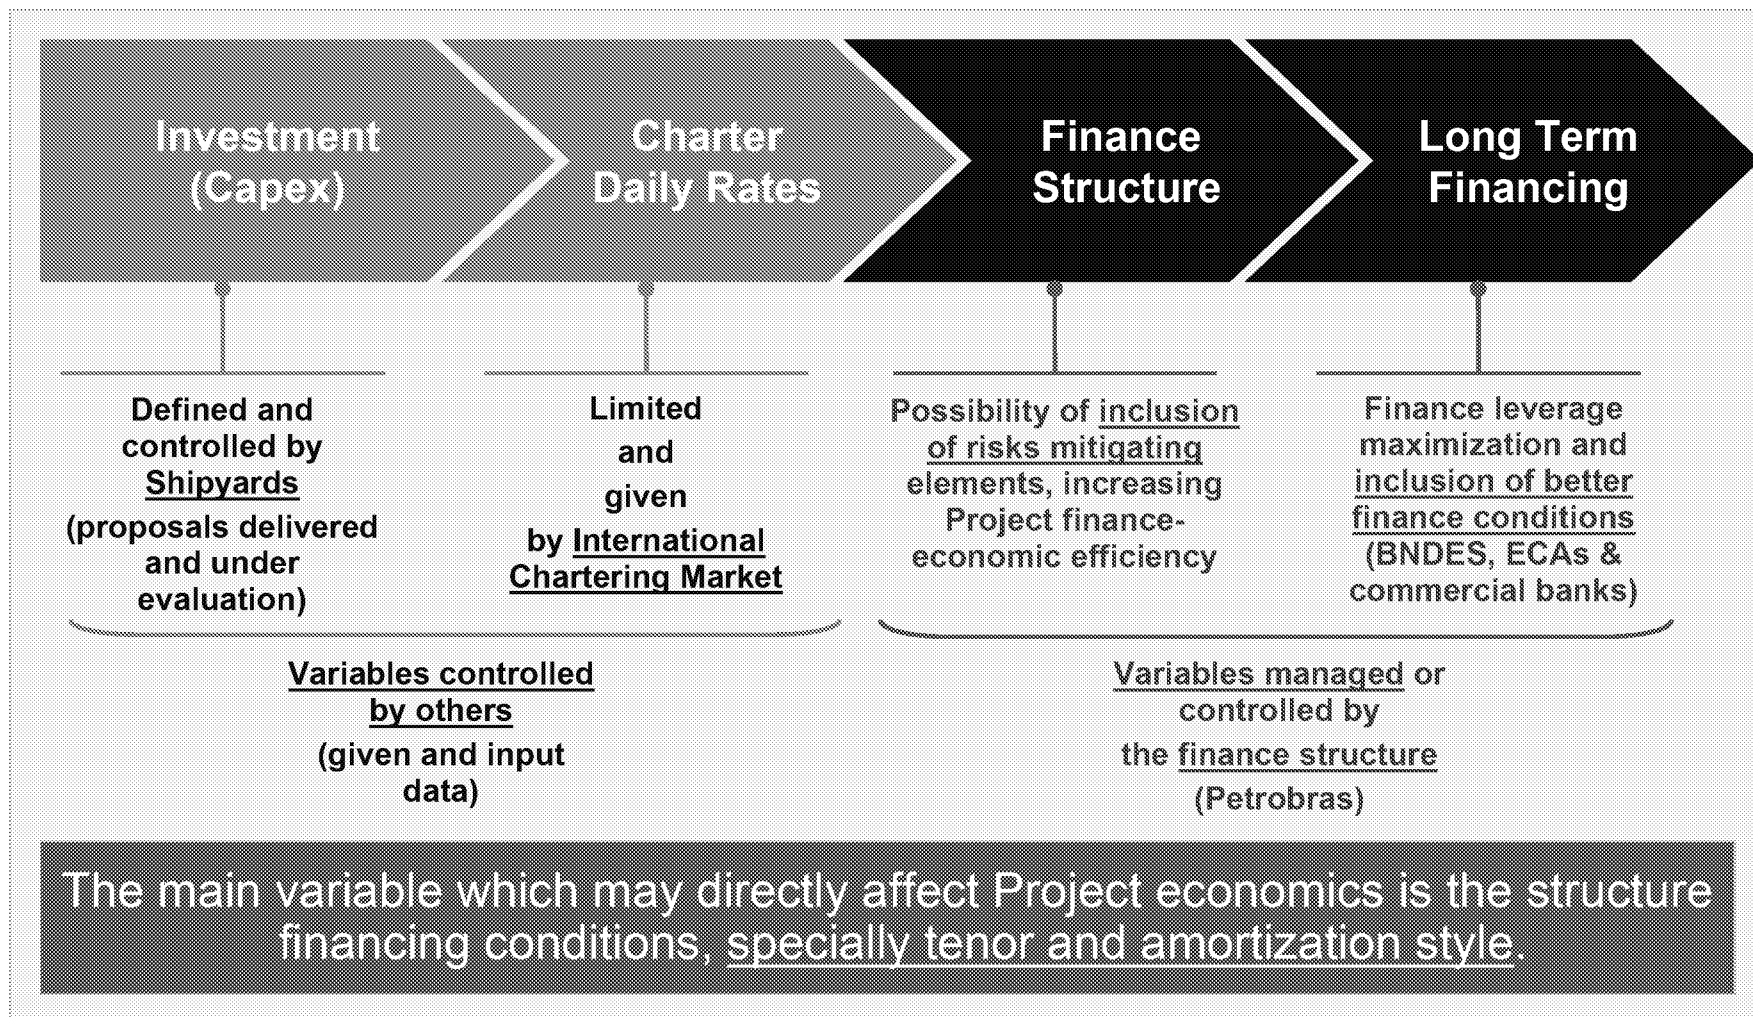 Investment
(Capex)
Charter
Daily Rates
Finance
Structure
Long Term
Financing
Defined and
controlled by
Shipyards
(proposals delivered
and under
evaluation)
Limited
and
given
by International
Chartering Market
Possibility of inclusion
of risks mitigating
elements, increasing
Project finance-
economic efficiency
Finance leverage
maximization and
inclusion of better
finance conditions
(BNDES, ECAs &
commercial banks)
Variables controlled
by others
(given and input
data)
Variables managed or
controlled by
the finance structure
(Petrobras)
The main variable which may directly affect Project economics is the structure
financing conditions, specially tenor and amortization style.